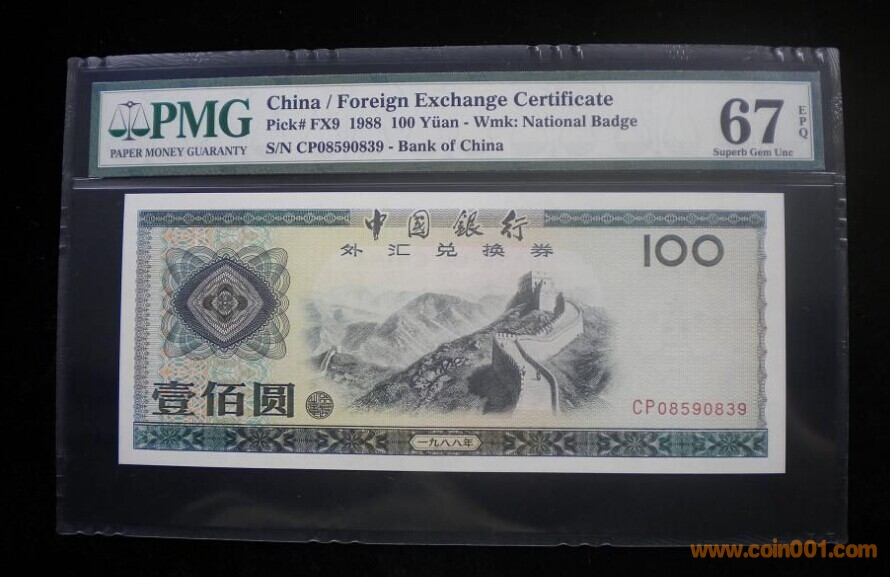 PMG
PAPER MONEY GUARANTY
China / Foreign Exchange Certificate
Pick# FX9 1988 100 Yüan - Wmk: National Badge
S/N CP08590839 - Bank of China
67
EPQ
Superb Gem Unc
中国銀行
外汇兑换券
100
壹佰圆
CP08590839
一九八八年
www.coin001.com